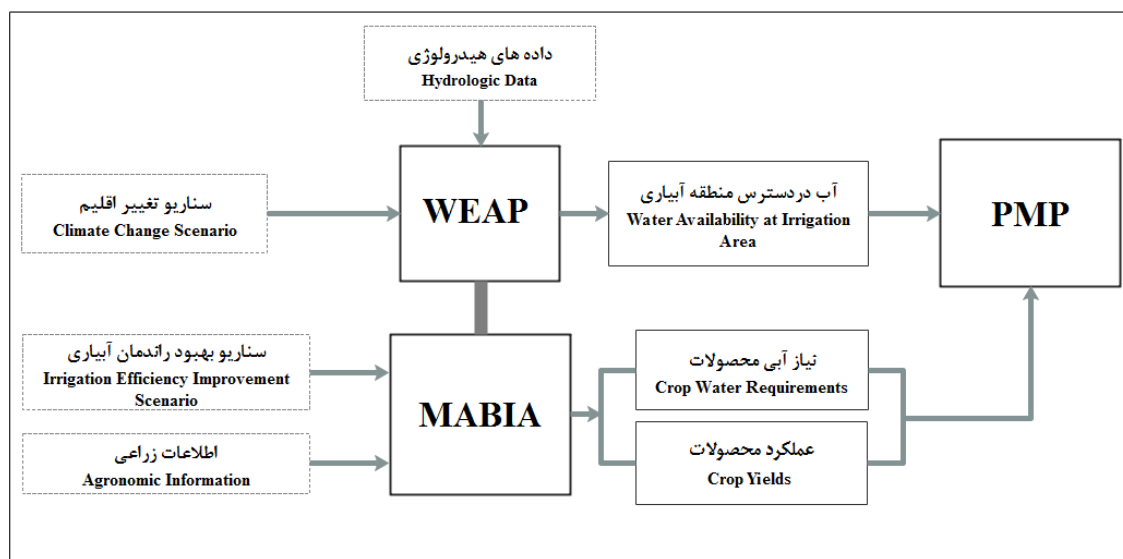 داده های هیدرولوژی
Hydrologic Data
سناریو تغییر اقلیم
Climate Change Scenario
WEAP
آب دردسترس منطقه آبیاری
Water Availability at Irrigation
Area
PMP
سناریو بهبود راندمان آبیاری
Irrigation Efficiency Improvement
Scenario
اطلاعات زراعی
Agronomic Information
MABIA
نیاز آبی محصولات
Crop Water Requirements
عملکرد محصولات
Crop Yields